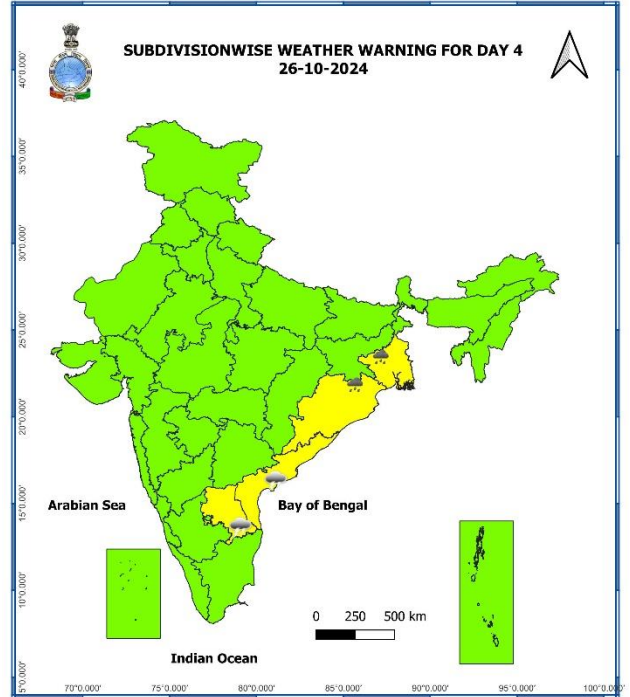 SUBDIVISIONWISE WEATHER WARNING FOR DAY 4
26-10-2024
40°0.000'
35°0.000'
30°0.000'
25°0.000'
20°0.000'
15°0.000'
10°0.000'
5°0.000'
Arabian Sea
Bay of Bengal
0 250 500 km
Indian Ocean
70°0.000' 75°0.000' 80°0.000' 85°0.000' 90°0.000' 95°0.000' 100°0.000'